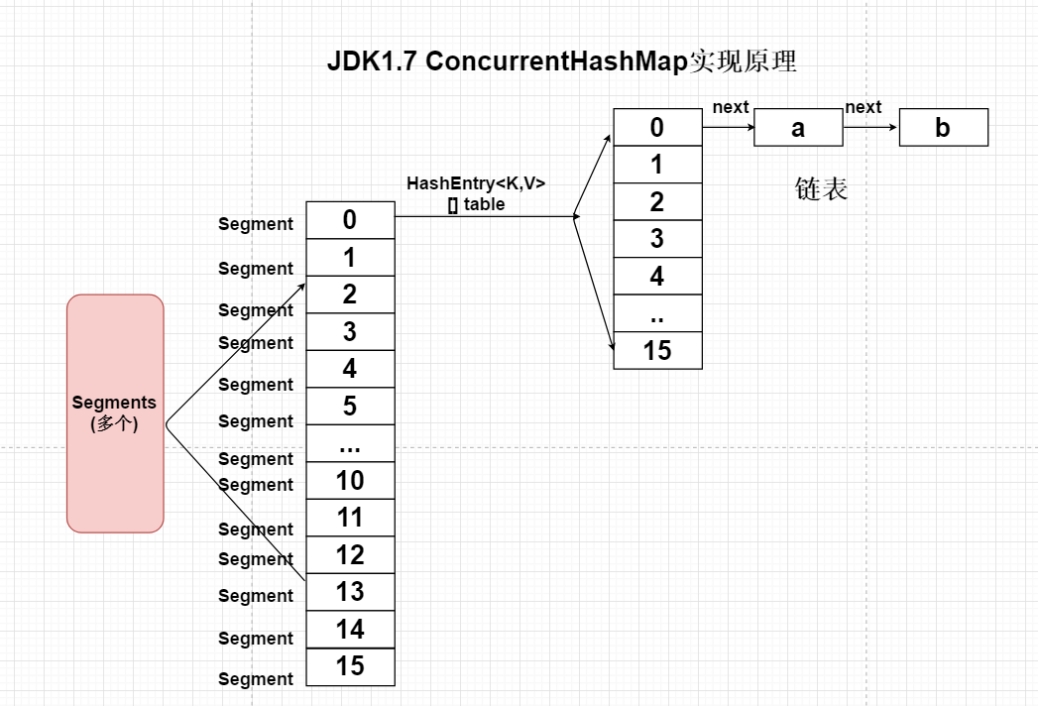 JDK1.7 ConcurrentHashMap实现原理
next
next
0
a
b
1
2
3
4
..
15
链表
HashEntry<K,V>
[] table
Segments
(多个)
Segment
0
Segment
1
Segment
2
Segment
3
Segment
4
Segment
5
Segment
...
Segment
10
Segment
11
Segment
12
Segment
13
Segment
14
Segment
15